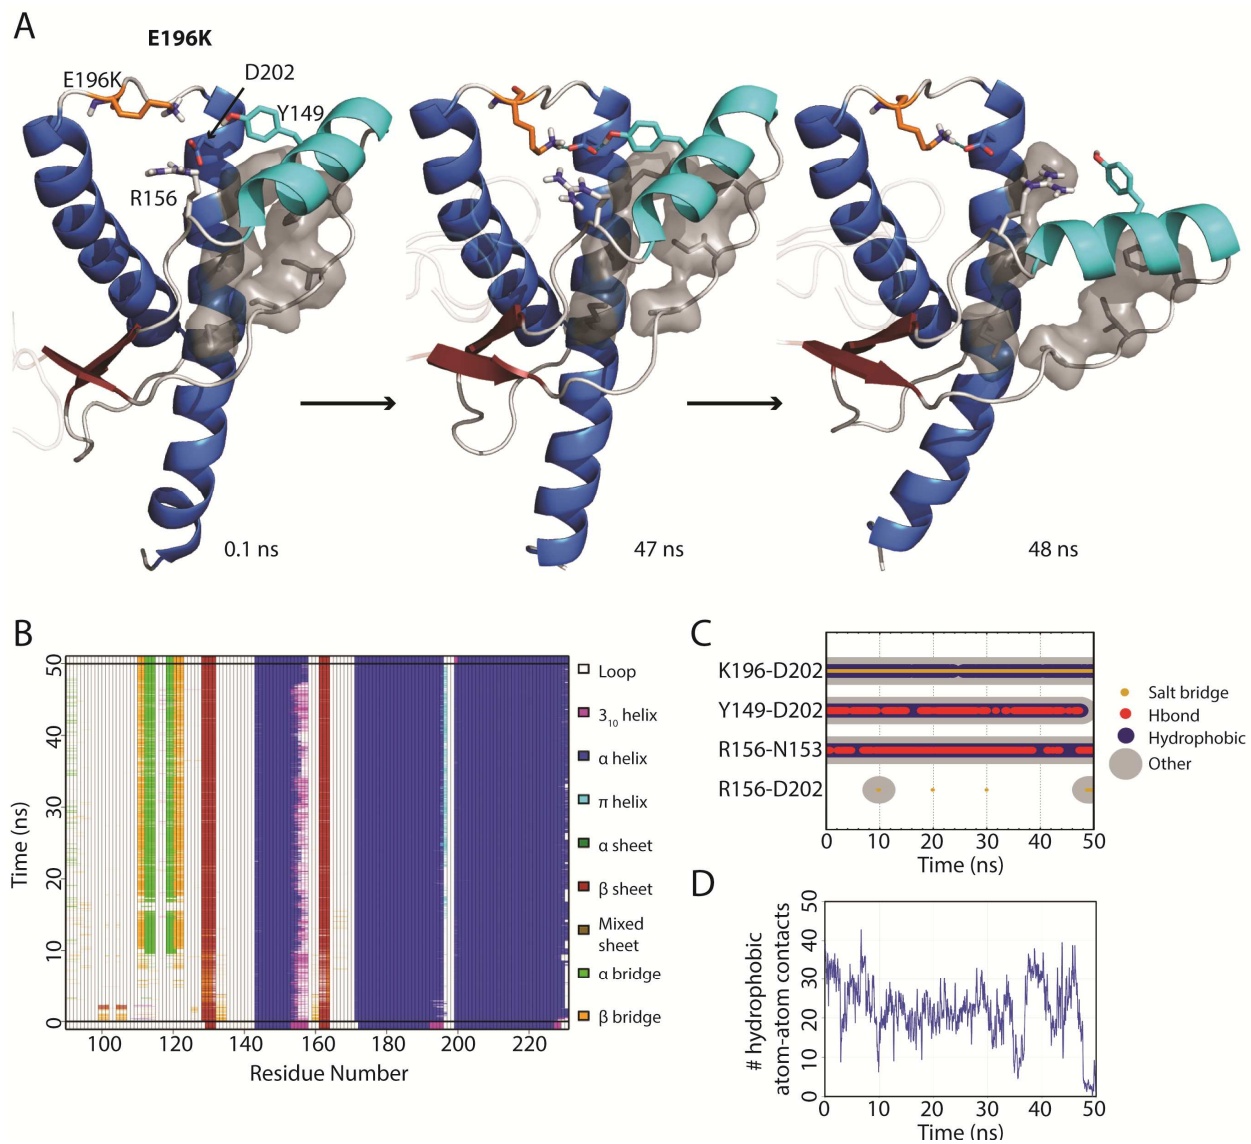 A
E196K
E196K
D202
Y149
R156
0.1 ns
47 ns
48 ns
B
50
40
30
20
10
0
Time (ns)
100 120 140 160 180 200 220
Residue Number
Loop
3₁₀ helix
α helix
π helix
α sheet
β sheet
Mixed
sheet
α bridge
β bridge
C
K196-D202
Y149-D202
R156-N153
R156-D202
0 10 20 30 40 50
Time (ns)
Salt bridge
Hbond
Hydrophobic
Other
D
# hydrophobic
atom-atom contacts
50
40
30
20
10
0
0 10 20 30 40 50
Time (ns)